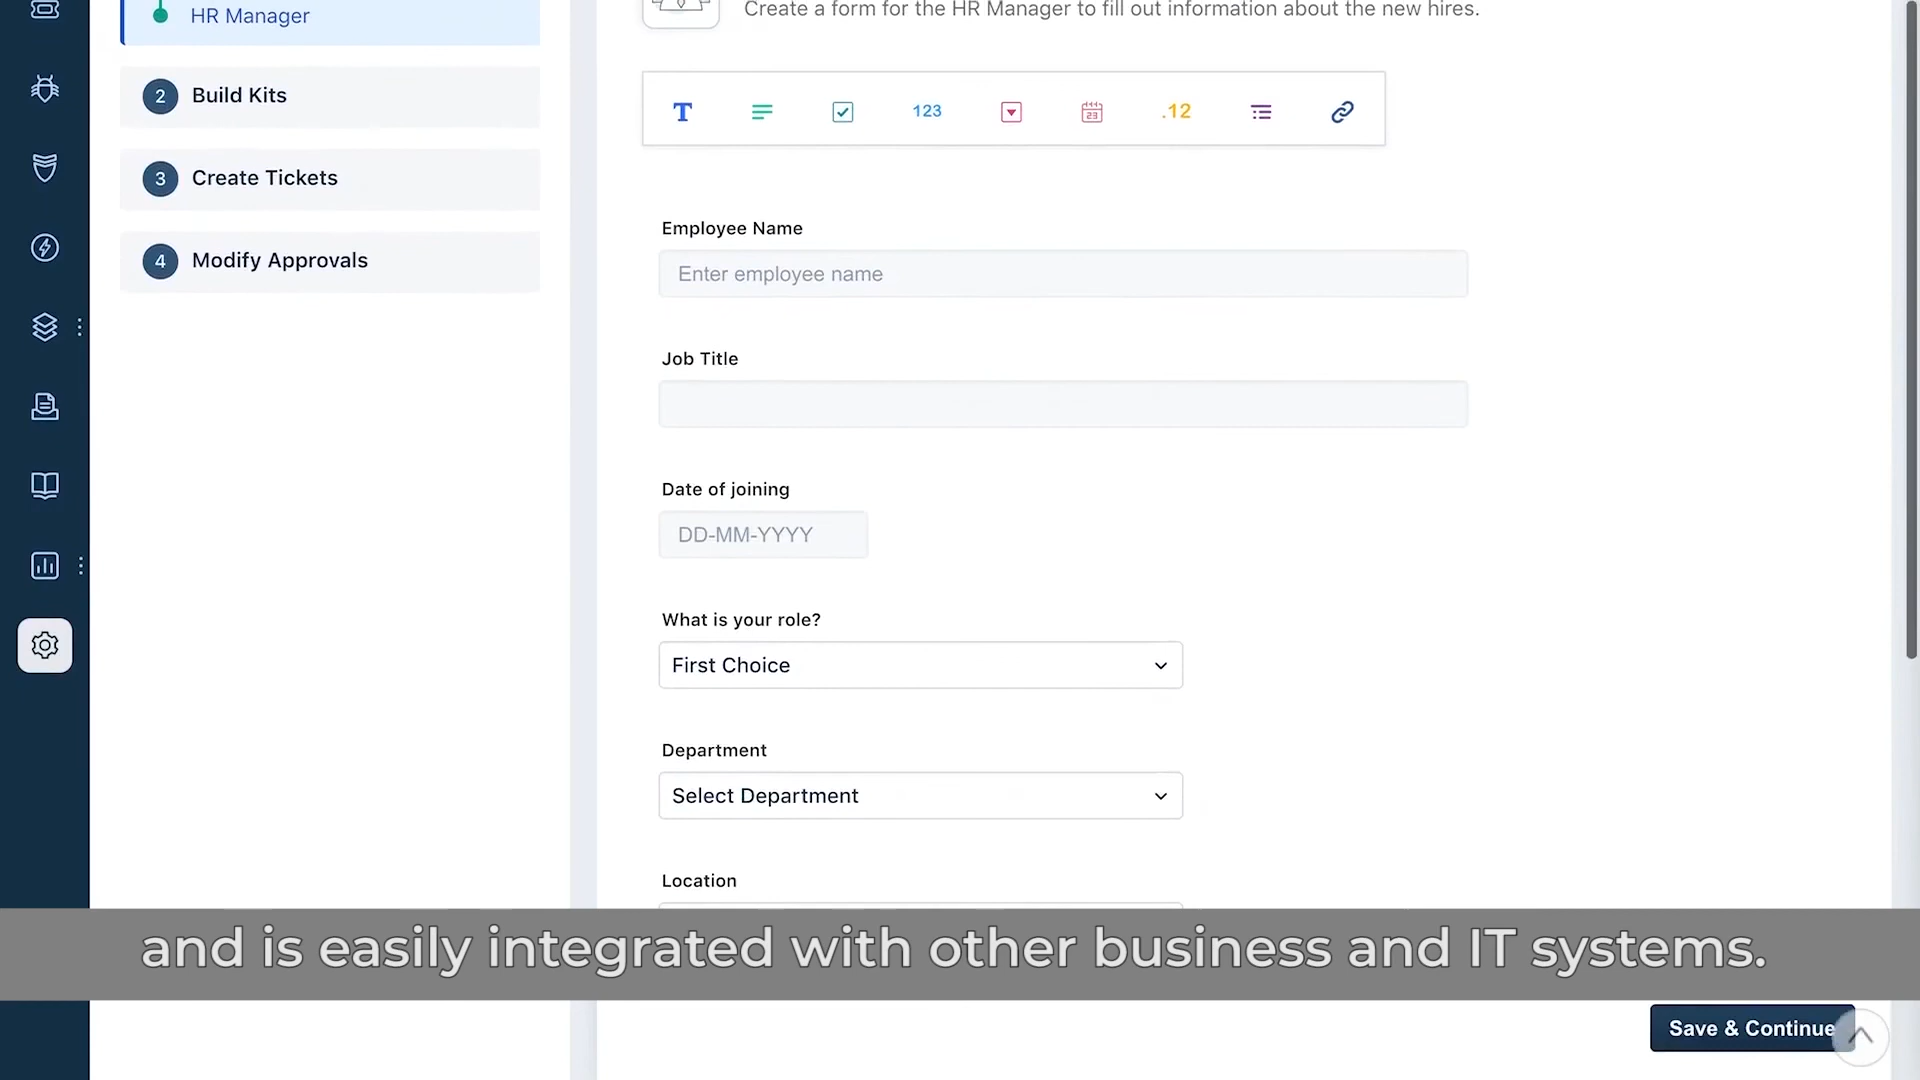 HR Manager
2 Build Kits
3 Create Tickets
4 Modify Approvals
Create a form for the HR Manager to fill out information about the new hires.
T 123 23 .12
Employee Name
Enter employee name
Job Title
Date of joining
DD-MM-YYYY
What is your role?
First Choice
Department
Select Department
Location
and is easily integrated with other business and IT systems.
Save & Continue